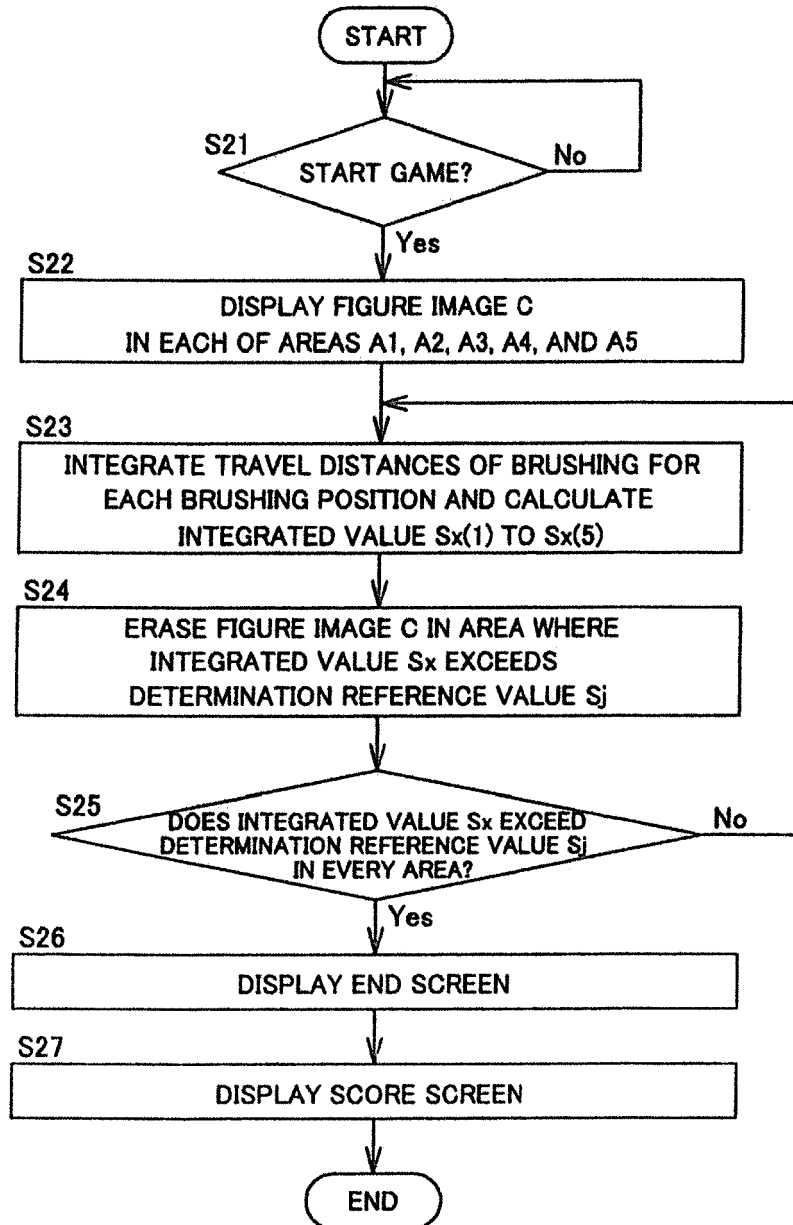 START
S21
START GAME?
No
Yes
S22
DISPLAY FIGURE IMAGE C
IN EACH OF AREAS A1, A2, A3, A4, AND A5
S23
INTEGRATE TRAVEL DISTANCES OF BRUSHING FOR
EACH BRUSHING POSITION AND CALCULATE
INTEGRATED VALUE Sx(1) TO Sx(5)
S24
ERASE FIGURE IMAGE C IN AREA WHERE
INTEGRATED VALUE Sx EXCEEDS
DETERMINATION REFERENCE VALUE Sj
S25
DOES INTEGRATED VALUE Sx EXCEED
DETERMINATION REFERENCE VALUE Sj
IN EVERY AREA?
No
Yes
S26
DISPLAY END SCREEN
S27
DISPLAY SCORE SCREEN
END